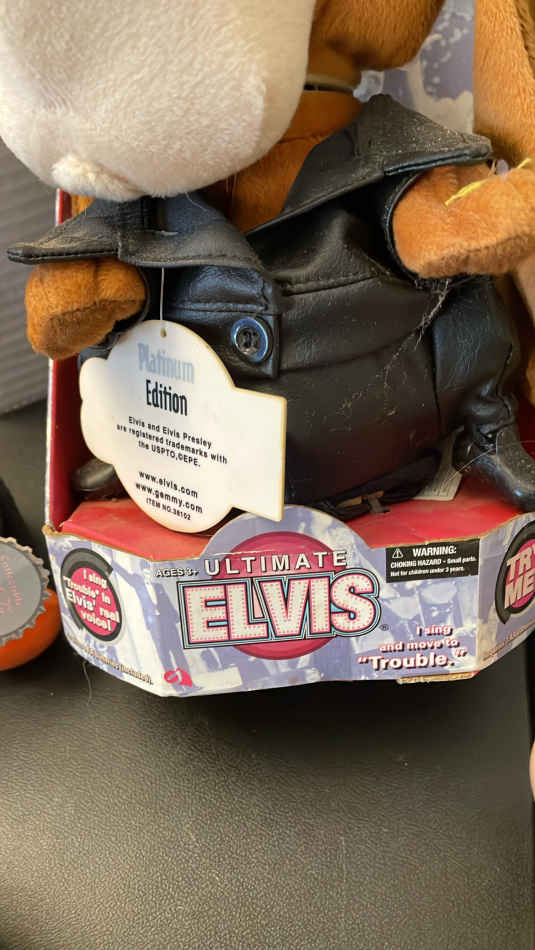 Platinum
Edition
Elvis and Elvis Presley
are registered trademarks with
the USPTO,©EPE.
www.elvis.com
www.gemmy.com
ITEM NO.38102
I sing
"Trouble" in
Elvis' real
voice!
AGES 3+
ULTIMATE
ELVIS®
WARNING:
CHOKING HAZARD - Small parts.
Not for children under 3 years.
I sing
and move to
"Trouble."
TRY
ME